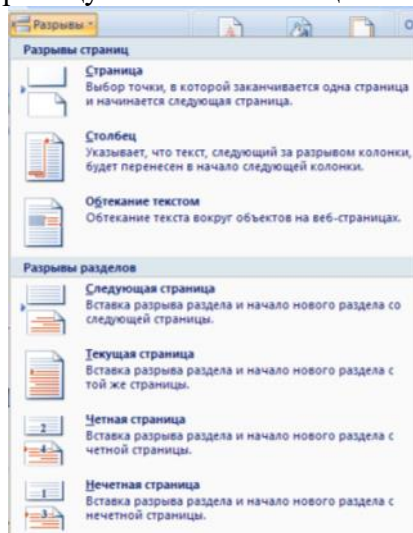 Разрывы
Разрывы страниц
Страница
Выбор точки, в которой заканчивается одна страница
и начинается следующая страница.
Столбец
Указывает, что текст, следующий за разрывом колонки,
будет перенесен в начало следующей колонки.
Обтекание текстом
Обтекание текста вокруг объектов на веб-страницах.
Разрывы разделов
Следующая страница
Вставка разрыва раздела и начало нового раздела со
следующей страницы.
Текущая страница
Вставка разрыва раздела и начало нового раздела с
той же страницы.
2
4
Четная страница
Вставка разрыва раздела и начало нового раздела с
четной страницы.
1
3
Нечетная страница
Вставка разрыва раздела и начало нового раздела с
нечетной страницы.